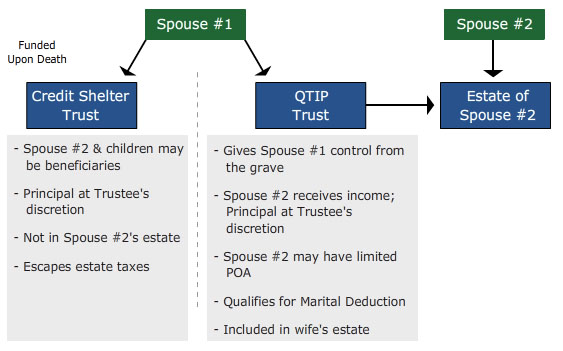 Spouse #1
Spouse #2
Funded
Upon Death
Credit Shelter
Trust
QTIP
Trust
Estate of
Spouse #2
- Spouse #2 & children may
be beneficiaries
- Principal at Trustee's
discretion
- Not in Spouse #2's estate
- Escapes estate taxes
- Gives Spouse #1 control from
the grave
- Spouse #2 receives income;
Principal at Trustee's
discretion
- Spouse #2 may have limited
POA
- Qualifies for Marital Deduction
- Included in wife's estate